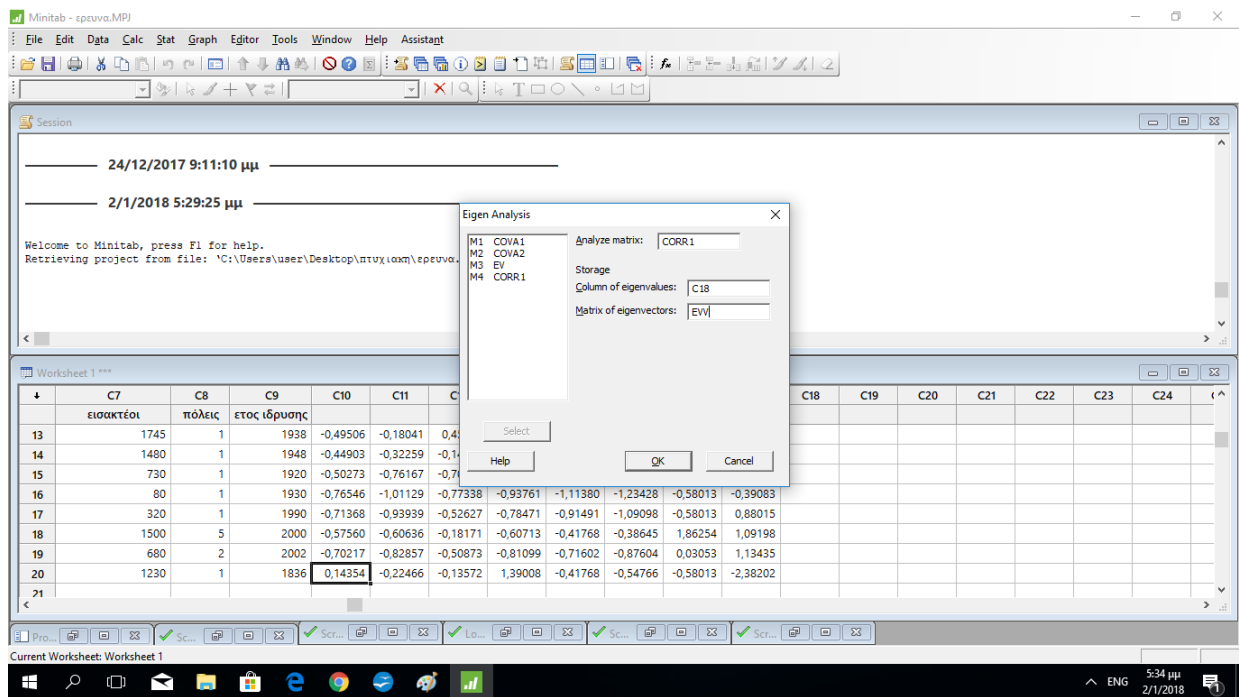 Minitab - ερευνα.MPJ
File Edit Data Calc Stat Graph Editor Tools Window Help Assistant
Session
24/12/2017 9:11:10 μμ
2/1/2018 5:29:25 μμ
Welcome to Minitab, press F1 for help.
Retrieving project from file: 'C:\Users\user\Desktop\πτυχιακη\ερευνα.
Eigen Analysis
M1 COVA1
M2 COVA2
M3 EV
M4 CORR1
Analyze matrix: CORR1
Storage
Column of eigenvalues: C18
Matrix of eigenvectors: EVV
Select
Help OK Cancel
Worksheet 1 ***
C7 C8 C9 C10 C11 C18 C19 C20 C21 C22 C23 C24
εισακτέοι πόλεις ετος ιδρυσης
13 1745 1 1938 -0,49506 -0,18041
14 1480 1 1948 -0,44903 -0,32259
15 730 1 1920 -0,50273 -0,76167
16 80 1 1930 -0,76546 -1,01129 -0,77338 -0,93761 -1,11380 -1,23428 -0,58013 -0,39083
17 320 1 1990 -0,71368 -0,93939 -0,52627 -0,78471 -0,91491 -1,09098 -0,58013 0,88015
18 1500 5 2000 -0,57560 -0,60636 -0,18171 -0,60713 -0,41768 -0,38645 1,86254 1,09198
19 680 2 2002 -0,70217 -0,82857 -0,50873 -0,81099 -0,71602 -0,87604 0,03053 1,13435
20 1230 1 1836 0,14354 -0,22466 -0,13572 1,39008 -0,41768 -0,54766 -0,58013 -2,38202
21
Pro... Sc... Scr... Lo... Sc... Scr...
Current Worksheet: Worksheet 1
ENG 5:34 μμ
2/1/2018